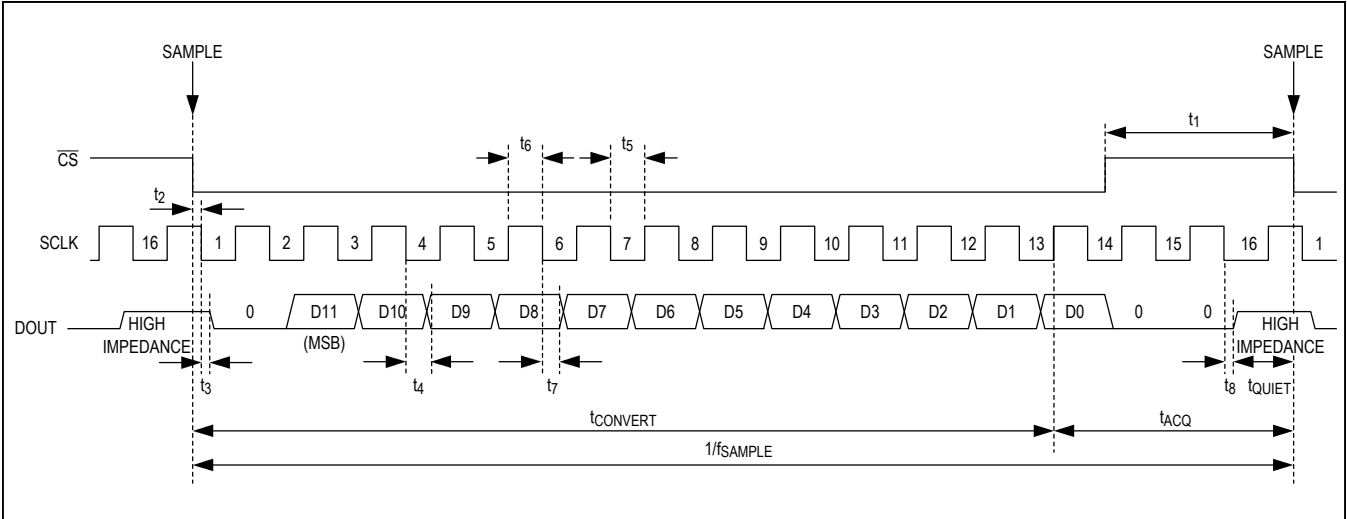 SAMPLE SAMPLE
t1
CS t6 t5
t2
SCLK 16 1 2 3 4 5 6 7 8 9 10 11 12 13 14 15 16 1
DOUT HIGH IMPEDANCE 0 D11 D10 D9 D8 D7 D6 D5 D4 D3 D2 D1 D0 0 0 HIGH IMPEDANCE
(MSB)
t3 t4 t7 t8 tQUIET
tCONVERT tACQ
1/fSAMPLE